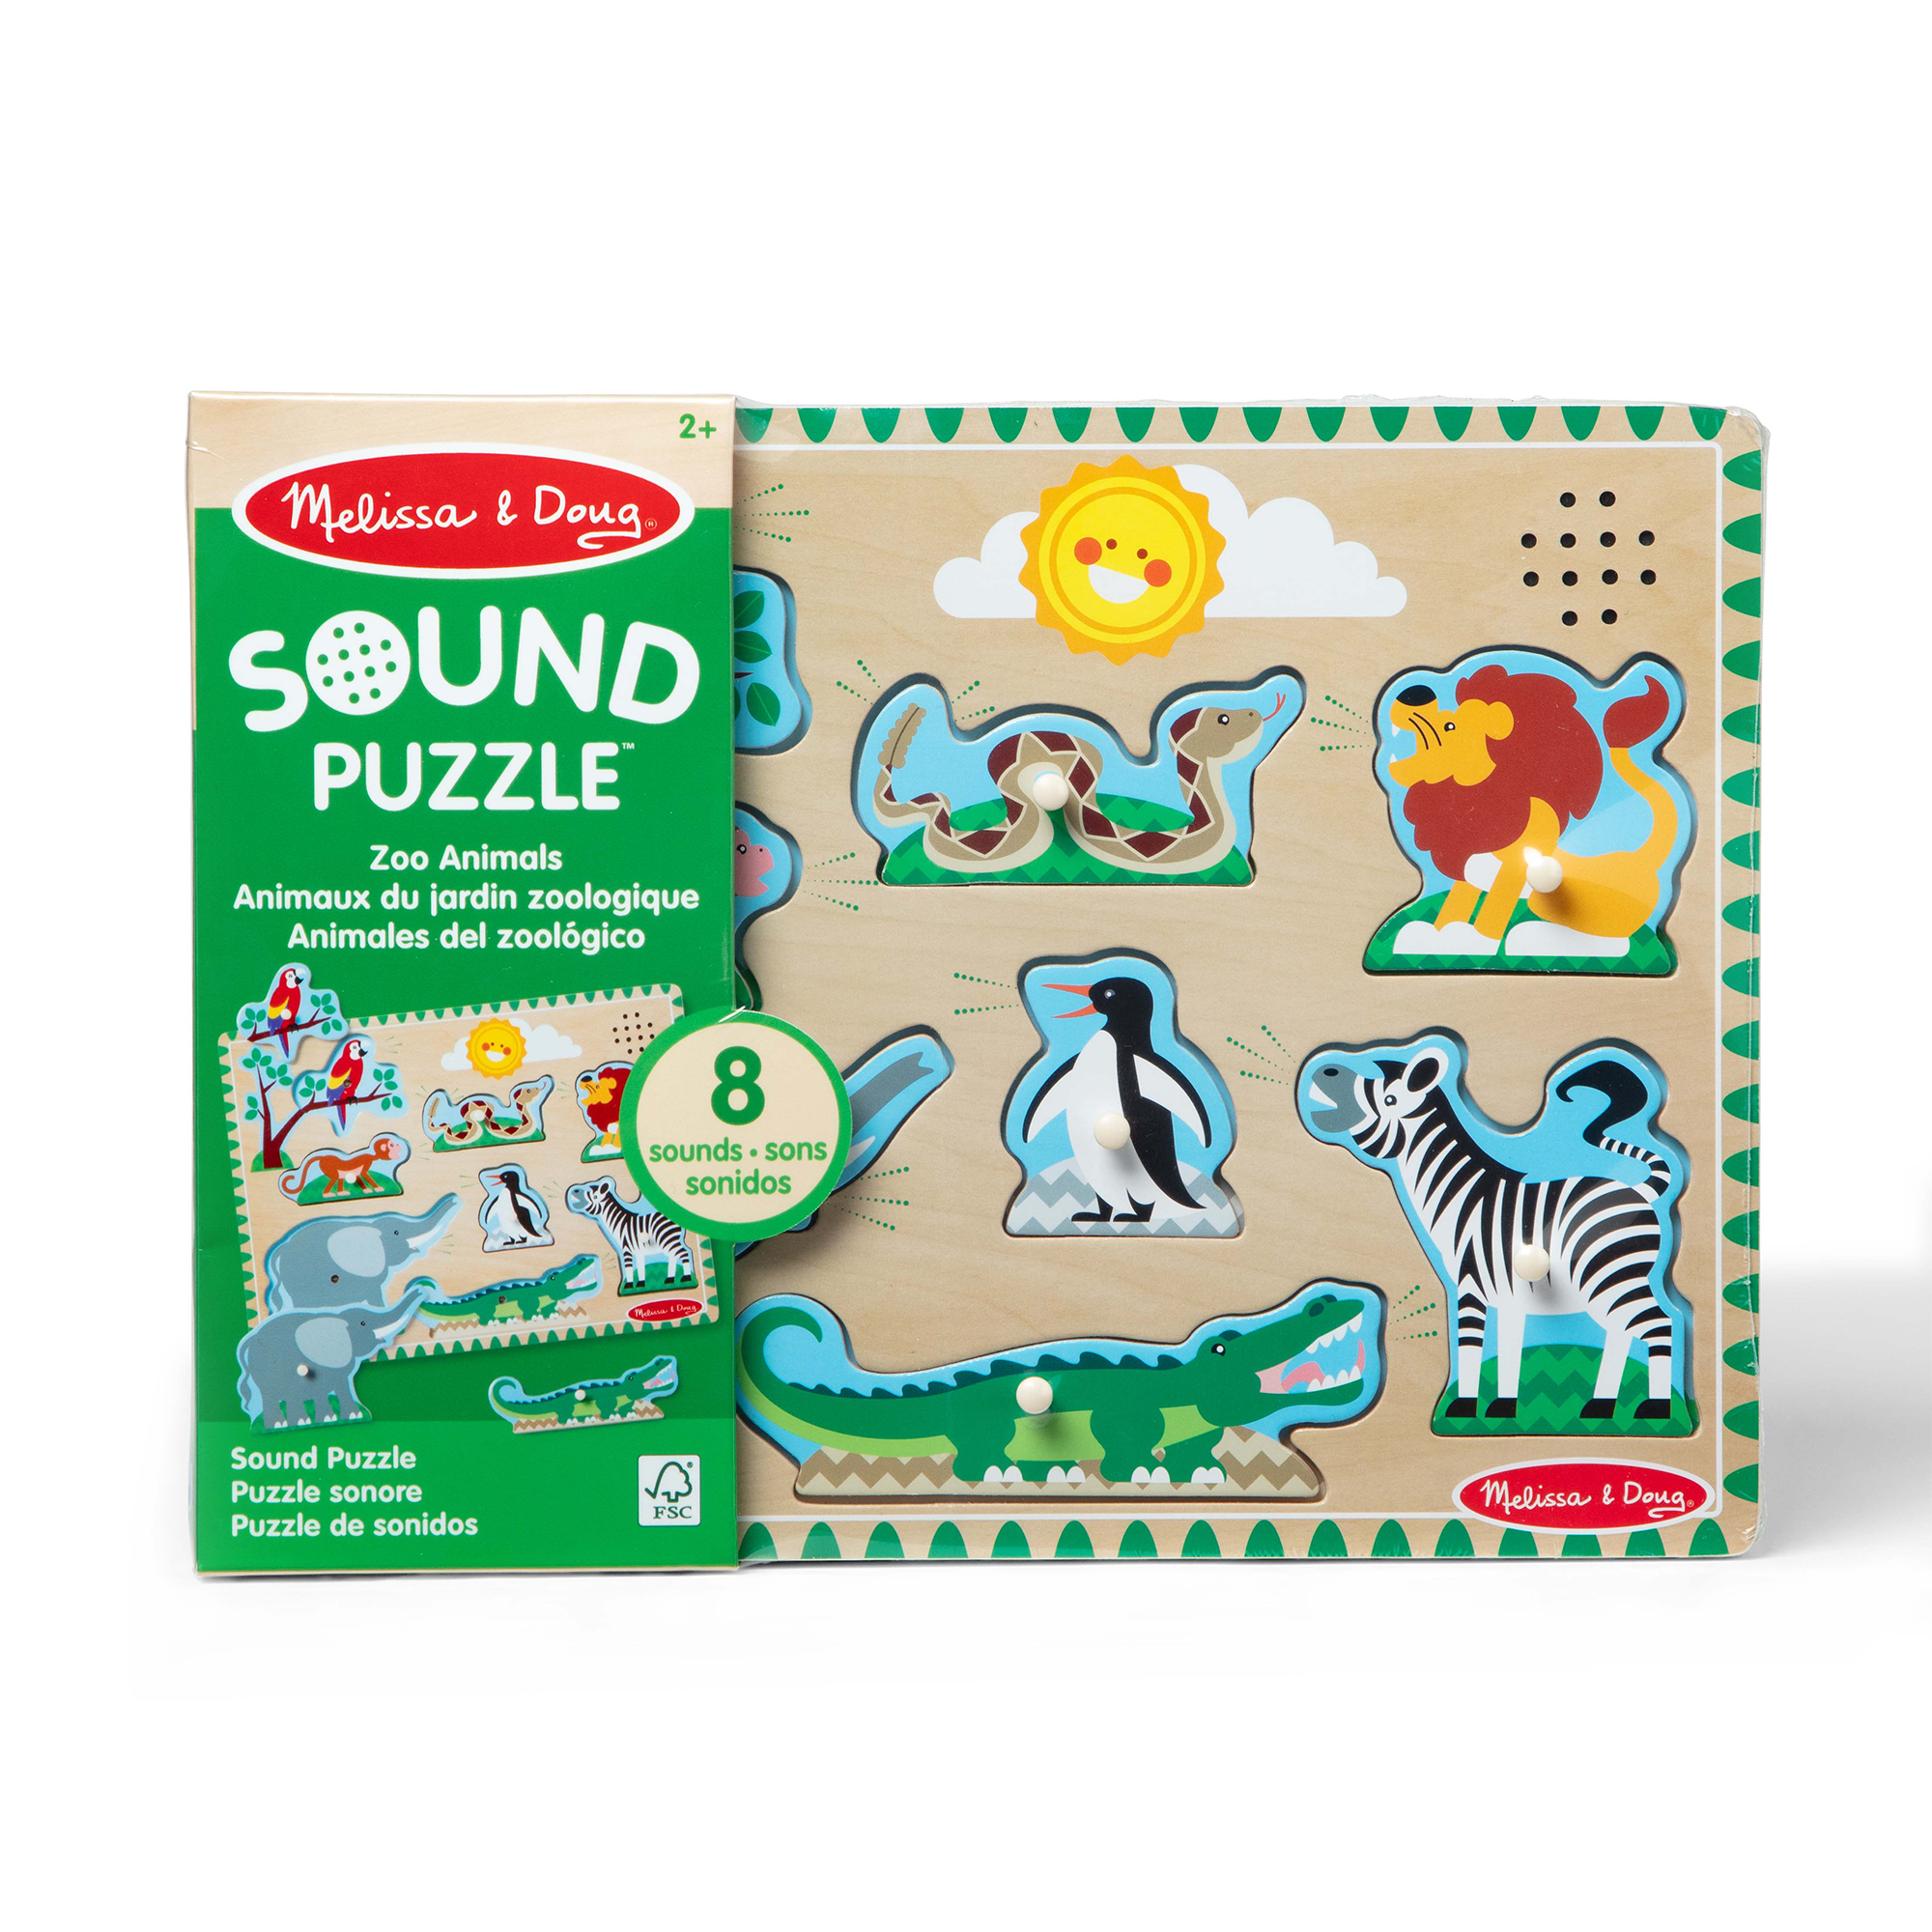 2+
Melissa & Doug®
SOUND
PUZZLE™
Zoo Animals
Animaux du jardin zoologique
Animales del zoológico
8
sounds • sons
sonidos
Melissa & Doug
Sound Puzzle
Puzzle sonore
Puzzle de sonidos
FSC
Melissa & Doug®